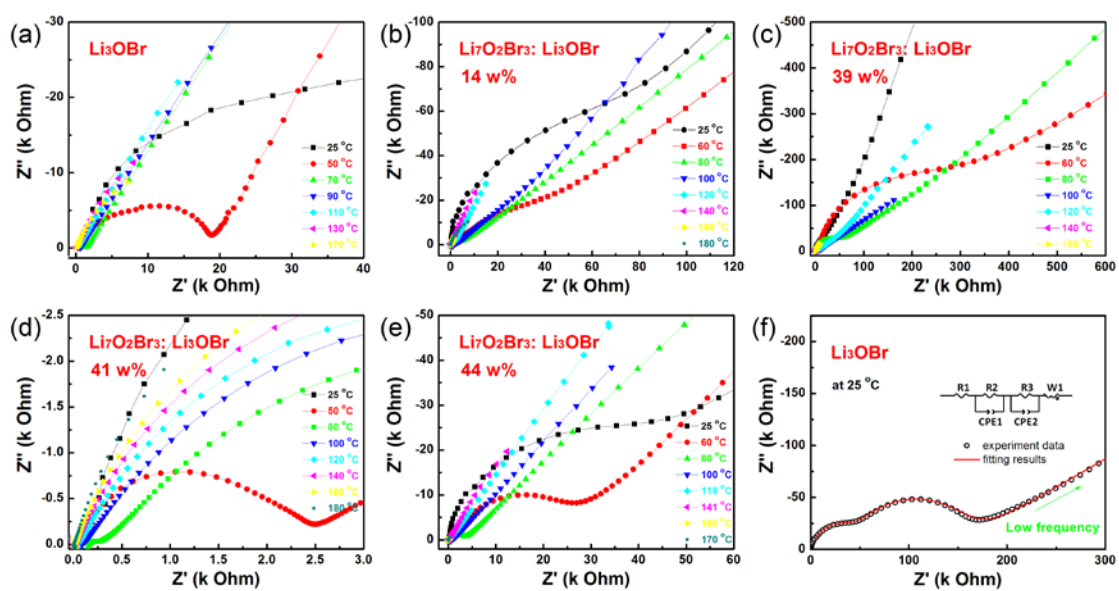 (a)
Li₃OBr
Z'' (k Ohm)
-30
-20
-10
0
25 °C
50 °C
70 °C
90 °C
110 °C
130 °C
170 °C
0 10 20 30 40
Z' (k Ohm)
(b)
Li₇O₂Br₃: Li₃OBr
14 w%
Z'' (k Ohm)
-100
-80
-60
-40
-20
0
25 °C
60 °C
80 °C
100 °C
120 °C
140 °C
160 °C
180 °C
0 20 40 60 80 100 120
Z' (k Ohm)
(c)
Li₇O₂Br₃: Li₃OBr
39 w%
Z'' (k Ohm)
-500
-400
-300
-200
-100
0
25 °C
60 °C
80 °C
100 °C
120 °C
140 °C
160 °C
0 100 200 300 400 500 600
Z' (k Ohm)
(d)
Li₇O₂Br₃: Li₃OBr
41 w%
Z'' (k Ohm)
-2.5
-2.0
-1.5
-1.0
-0.5
0.0
25 °C
50 °C
80 °C
100 °C
120 °C
140 °C
160 °C
180 °C
0.0 0.5 1.0 1.5 2.0 2.5 3.0
Z' (k Ohm)
(e)
Li₇O₂Br₃: Li₃OBr
44 w%
Z'' (k Ohm)
-50
-40
-30
-20
-10
0
25 °C
60 °C
80 °C
100 °C
118 °C
141 °C
160 °C
170 °C
0 10 20 30 40 50 60
Z' (k Ohm)
(f)
Li₃OBr
at 25 °C
R1 R2 R3 W1
CPE1 CPE2
experiment data
fitting results
Low frequency
Z'' (k Ohm)
-225
-150
-75
-50
-25
0
0 100 200 300
Z' (k Ohm)